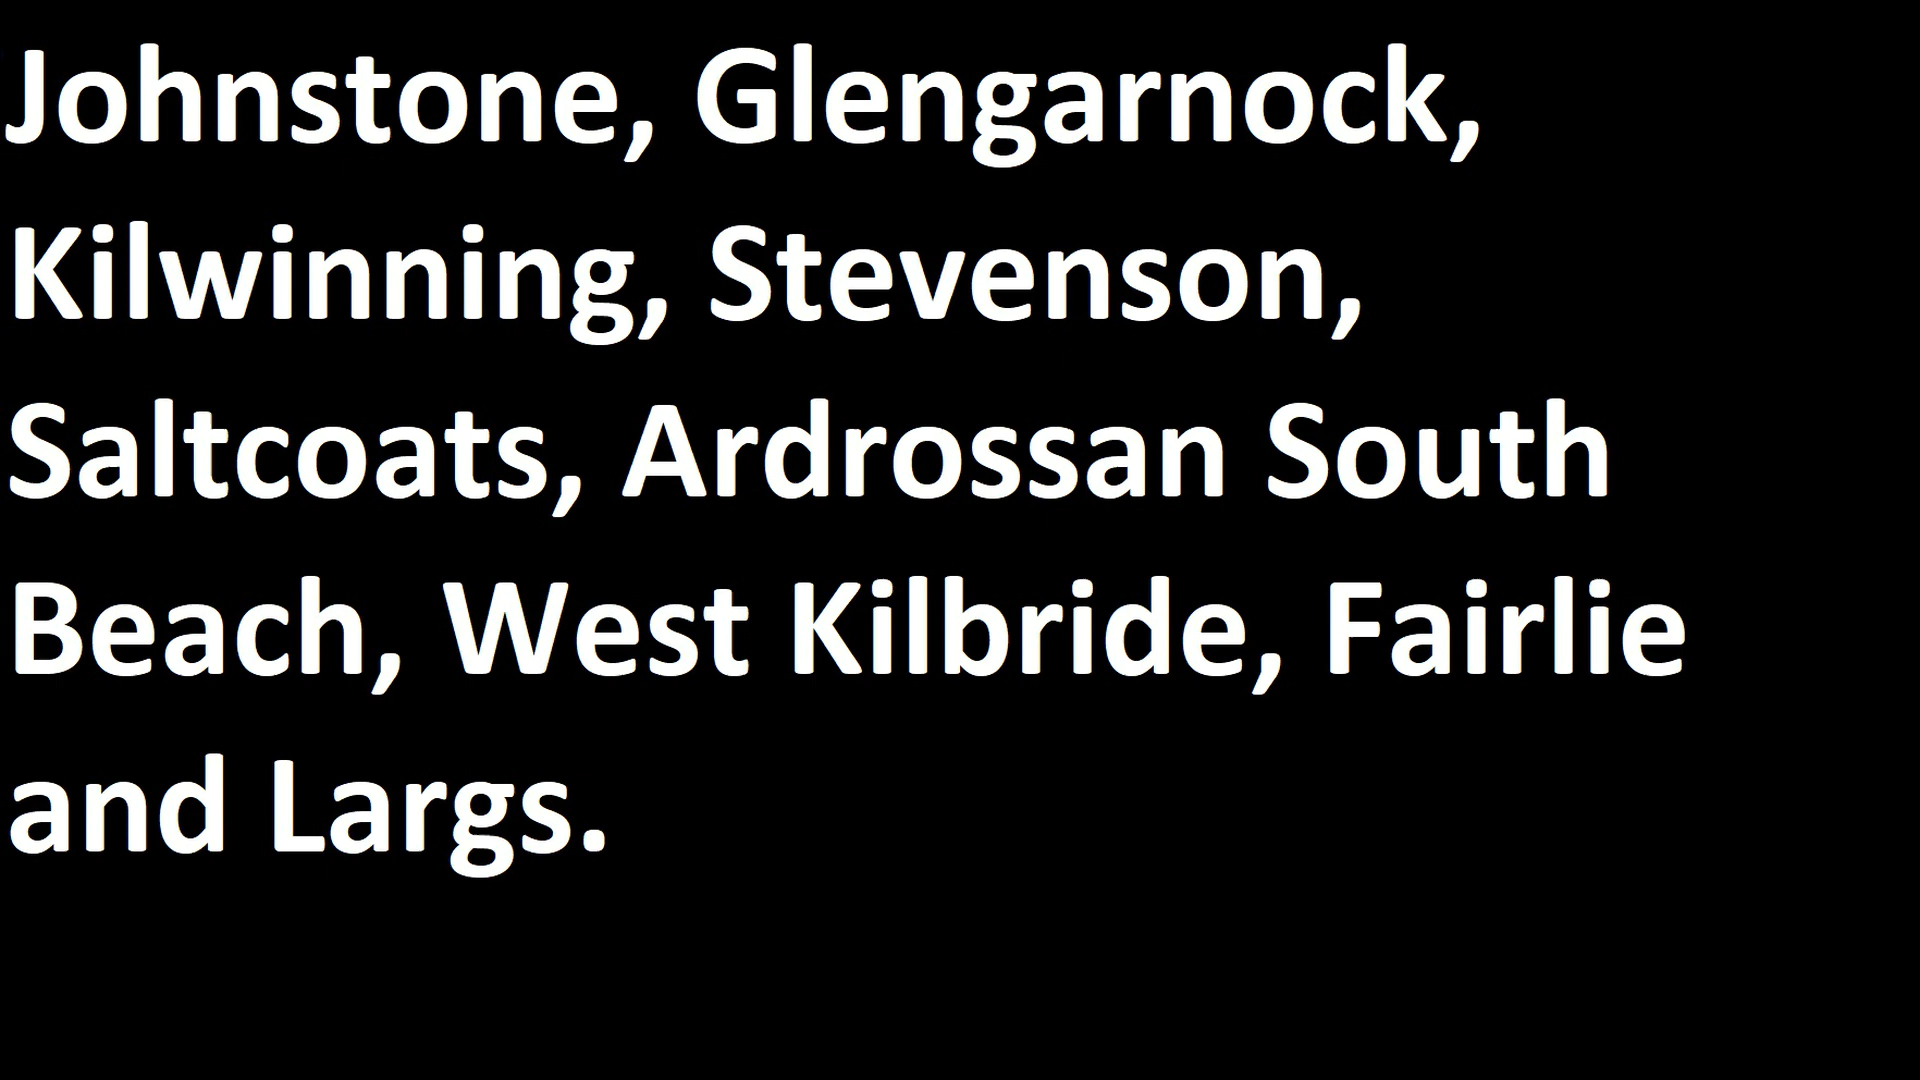 Johnstone, Glengarnock,
Kilwinning, Stevenson,
Saltcoats, Ardrossan South
Beach, West Kilbride, Fairlie
and Largs.